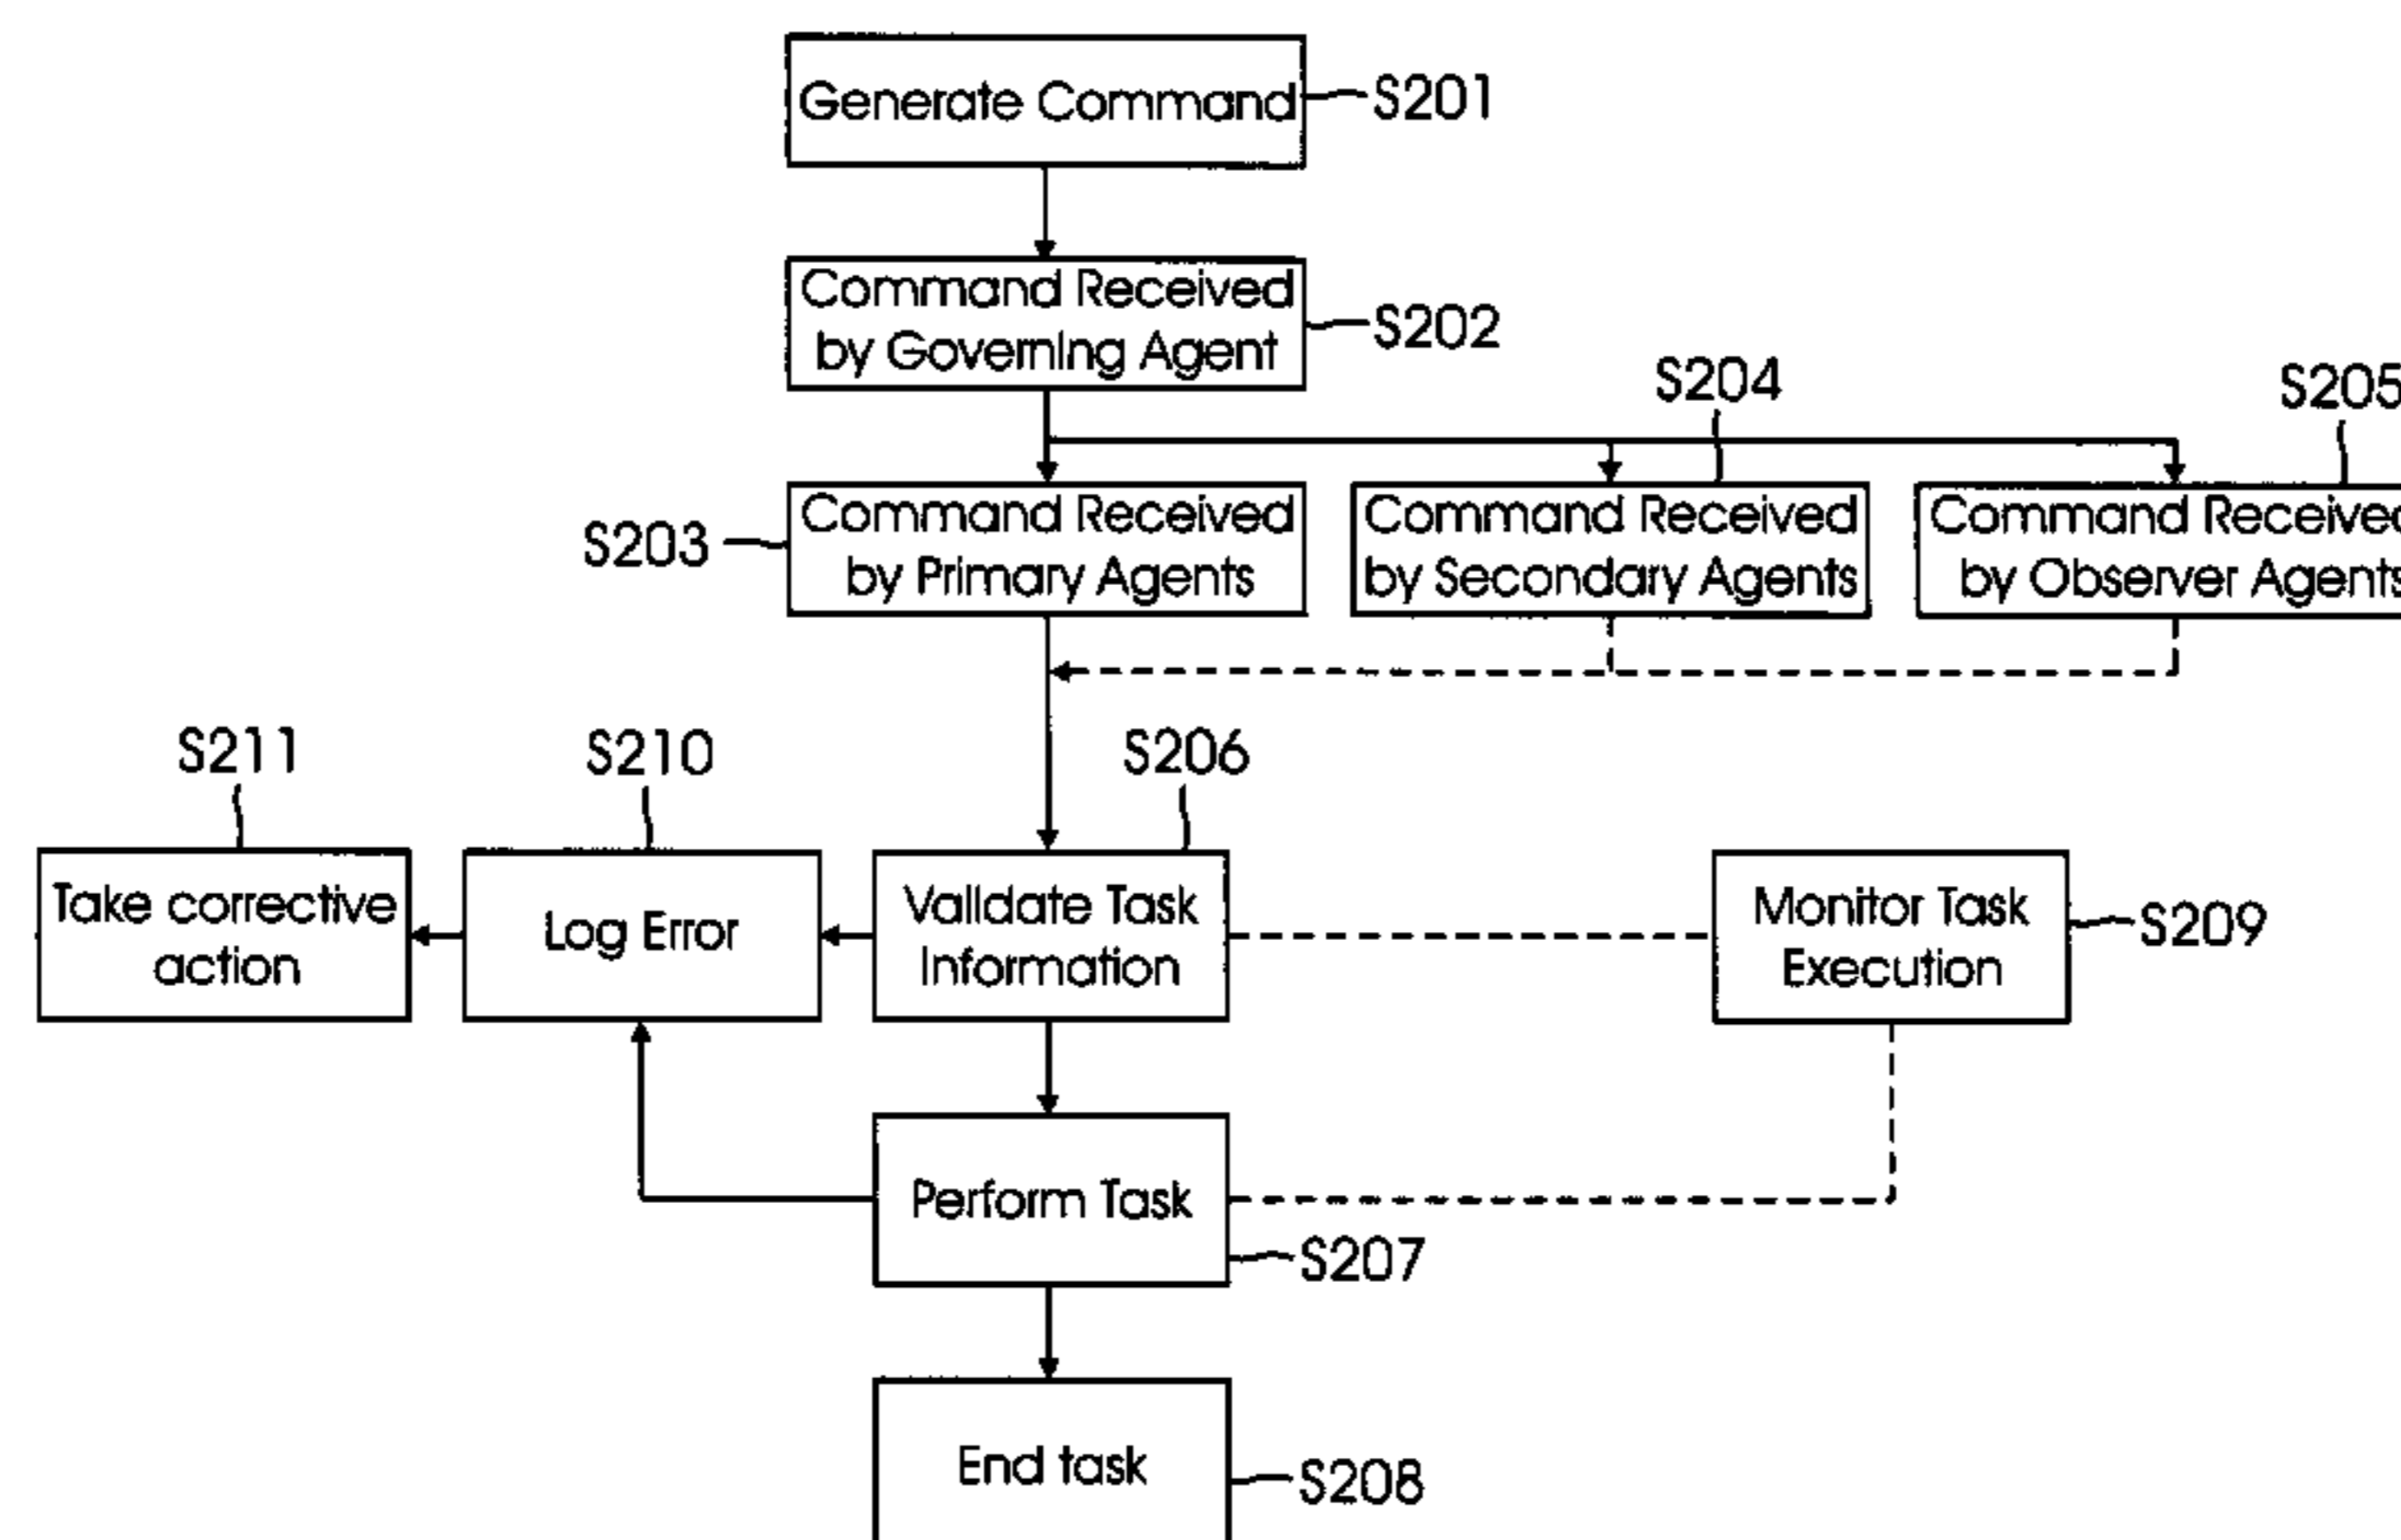 Generate Command
S201
Command Received
by Governing Agent
S202
S204
S205
S203
Command Received
by Primary Agents
Command Received
by Secondary Agents
Command Received
by Observer Agents
S211
S210
S206
Take corrective
action
Log Error
Validate Task
Information
Monitor Task
Execution
S209
Perform Task
S207
End task
S208